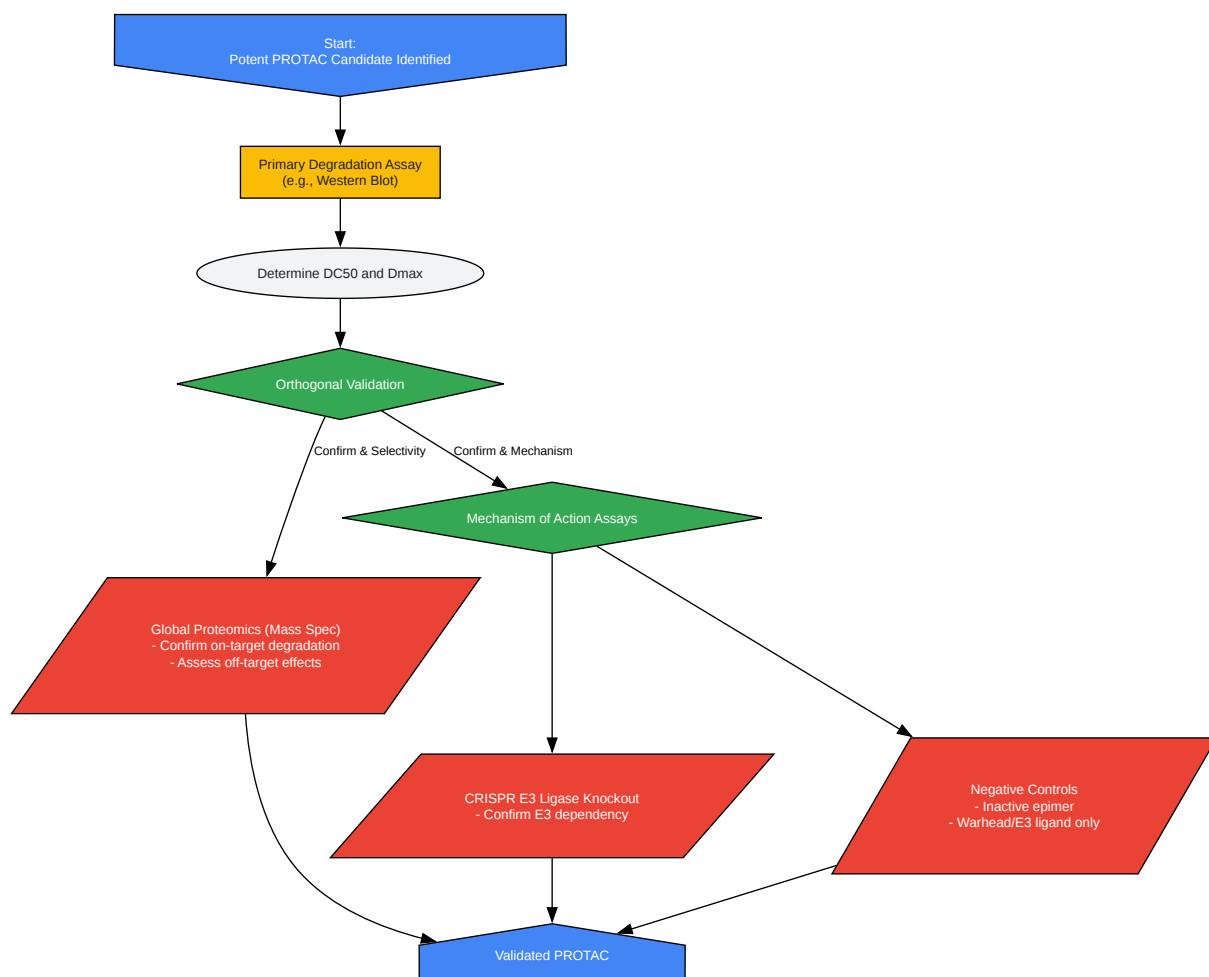 Start:
Potent PROTAC Candidate Identified
Primary Degradation Assay
(e.g., Western Blot)
Determine DC50 and Dmax
Orthogonal Validation
Confirm & Selectivity
Confirm & Mechanism
Mechanism of Action Assays
Global Proteomics (Mass Spec)
- Confirm on-target degradation
- Assess off-target effects
CRISPR E3 Ligase Knockout
- Confirm E3 dependency
Negative Controls
- Inactive epimer
- Warhead/E3 ligand only
Validated PROTAC